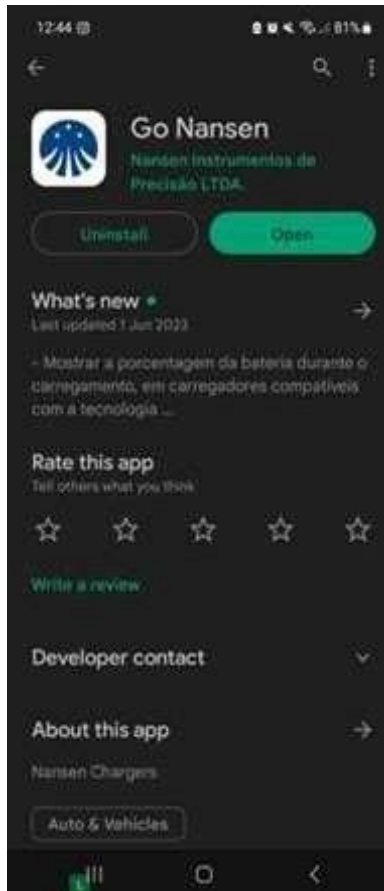 12:44
81%
Go Nansen
Nansen Instrumentos de
Precisão LTDA.
Uninstall
Open
What's new
Last updated 1 Jun 2023
- Mostrar a porcentagem da bateria durante o
carregamento, em carregadores compatíveis
com a tecnologia ...
Rate this app
Tell others what you think
Write a review
Developer contact
About this app
Nansen Chargers
Auto & Vehicles
L